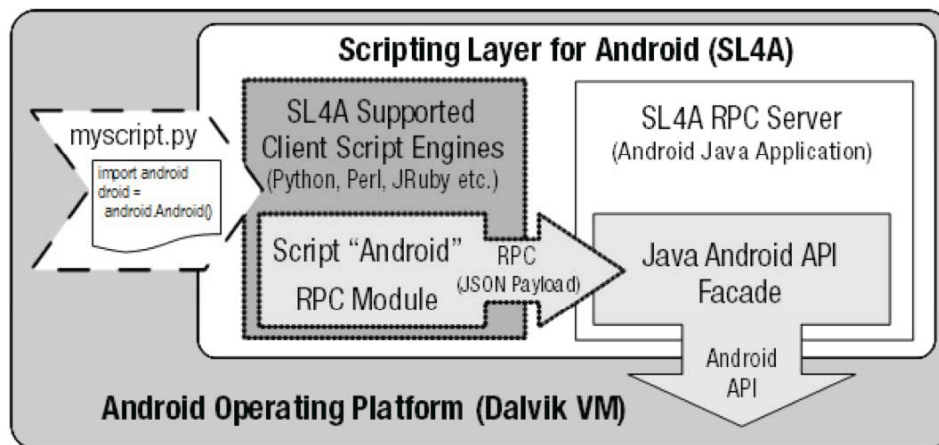 Scripting Layer for Android (SL4A)
myscript.py
import android
droid =
android.Android()
SL4A Supported
Client Script Engines
(Python, Perl, JRuby etc.)
Script “Android”
RPC Module
RPC
(JSON Payload)
SL4A RPC Server
(Android Java Application)
Java Android API
Facade
Android
API
Android Operating Platform (Dalvik VM)